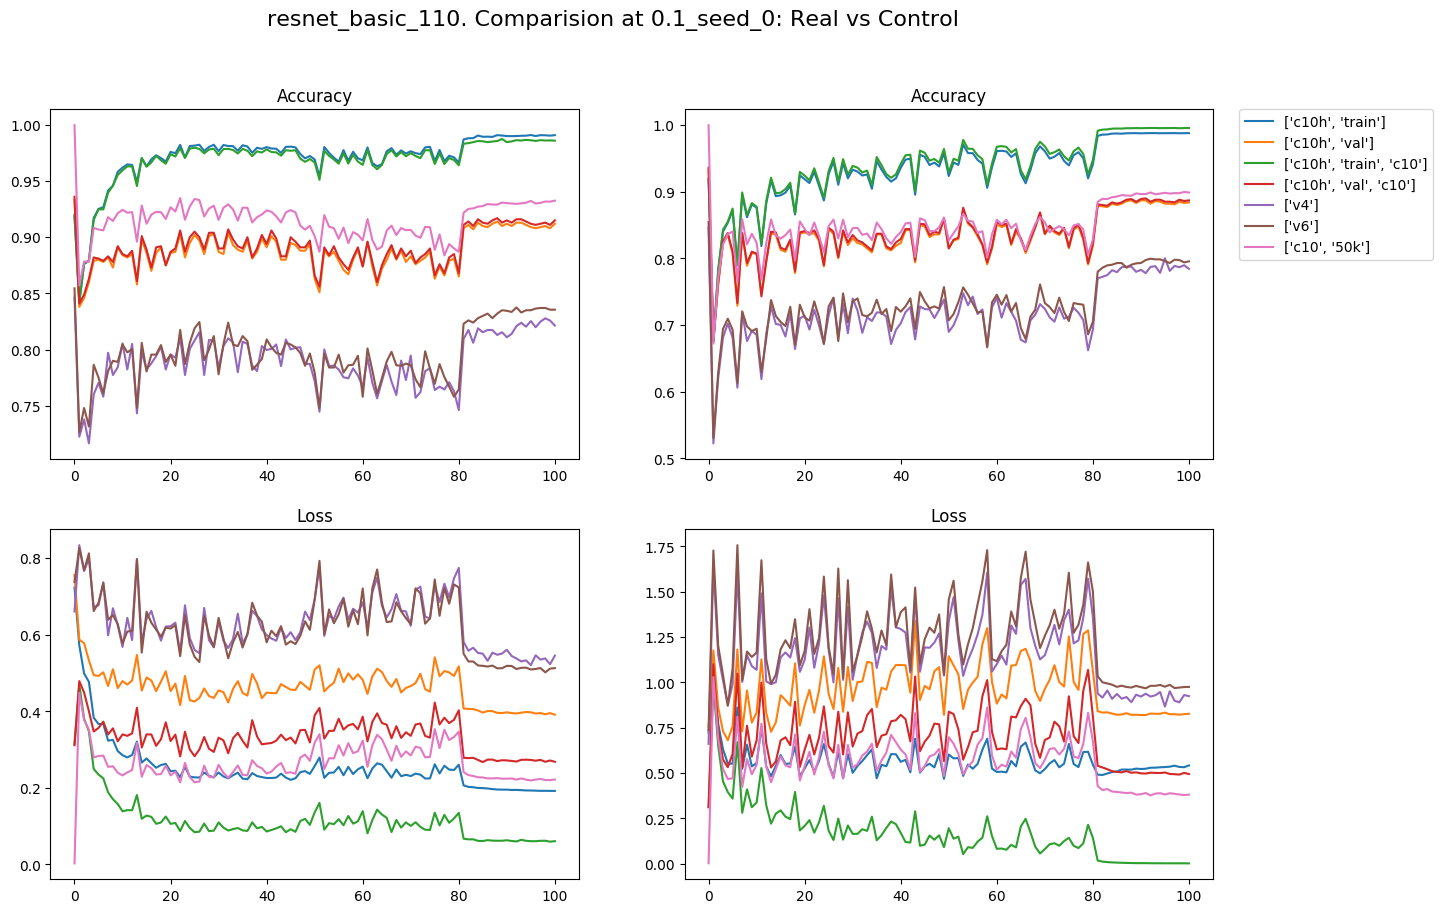 resnet_basic_110. Comparision at 0.1_seed_0: Real vs Control
Accuracy
1.00
0.95
0.90
0.85
0.80
0.75
0 20 40 60 80 100
Accuracy
1.0
0.9
0.8
0.7
0.6
0.5
0 20 40 60 80 100
['c10h', 'train']
['c10h', 'val']
['c10h', 'train', 'c10']
['c10h', 'val', 'c10']
['v4']
['v6']
['c10', '50k']
Loss
0.8
0.6
0.4
0.2
0.0
0 20 40 60 80 100
Loss
1.75
1.50
1.25
1.00
0.75
0.50
0.25
0.00
0 20 40 60 80 100